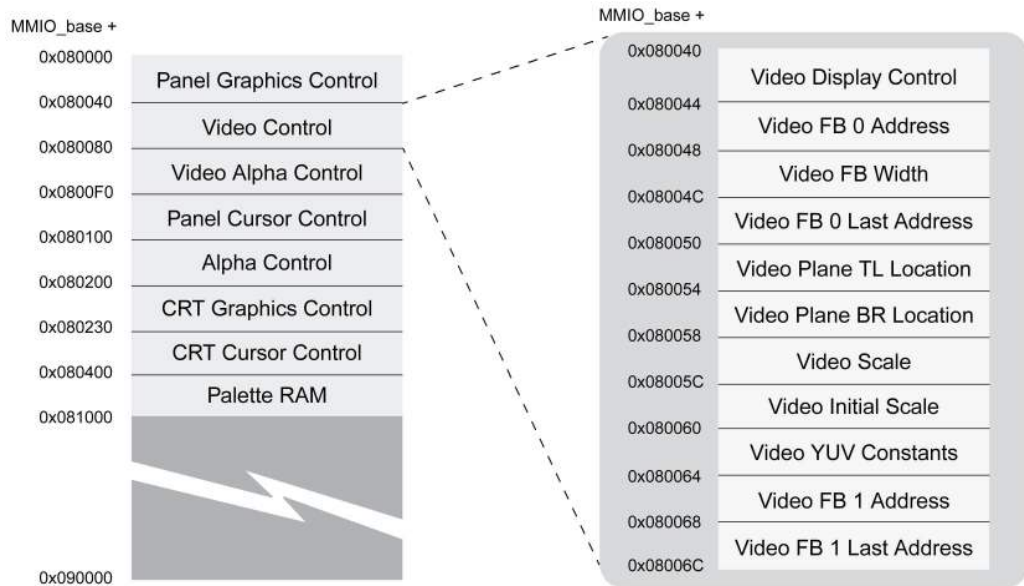 MMIO_base +
0x080000
Panel Graphics Control
0x080040
Video Control
0x080080
Video Alpha Control
0x0800F0
Panel Cursor Control
0x080100
Alpha Control
0x080200
CRT Graphics Control
0x080230
CRT Cursor Control
0x080400
Palette RAM
0x081000
0x090000
MMIO_base +
0x080040
Video Display Control
0x080044
Video FB 0 Address
0x080048
Video FB Width
0x08004C
Video FB 0 Last Address
0x080050
Video Plane TL Location
0x080054
Video Plane BR Location
0x080058
Video Scale
0x08005C
Video Initial Scale
0x080060
Video YUV Constants
0x080064
Video FB 1 Address
0x080068
Video FB 1 Last Address
0x08006C